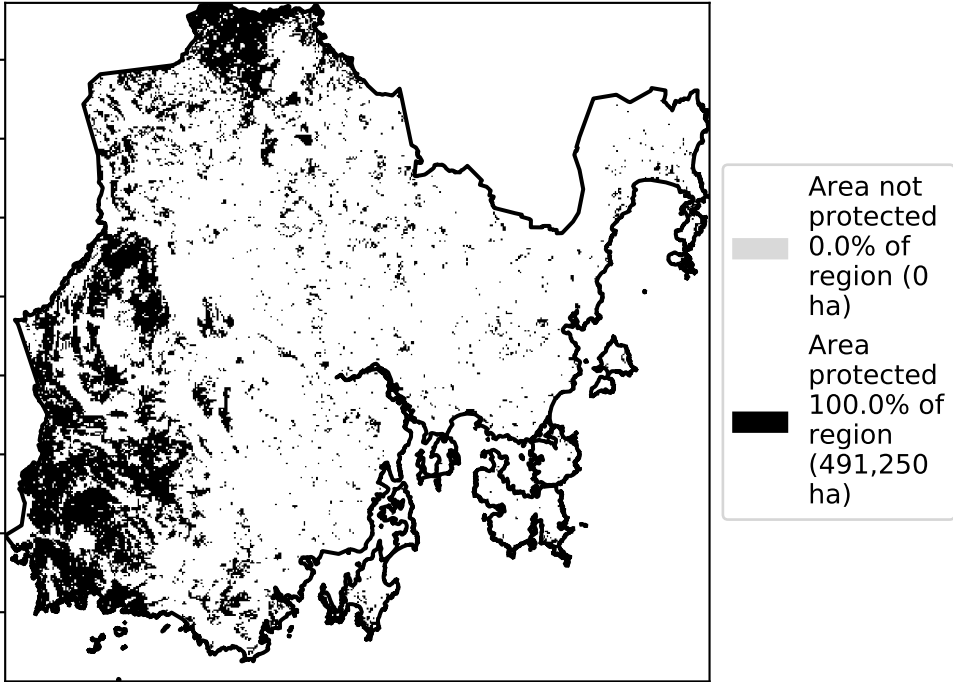 Area not
protected
0.0% of
region (0
ha)
Area
protected
100.0% of
region
(491,250
ha)